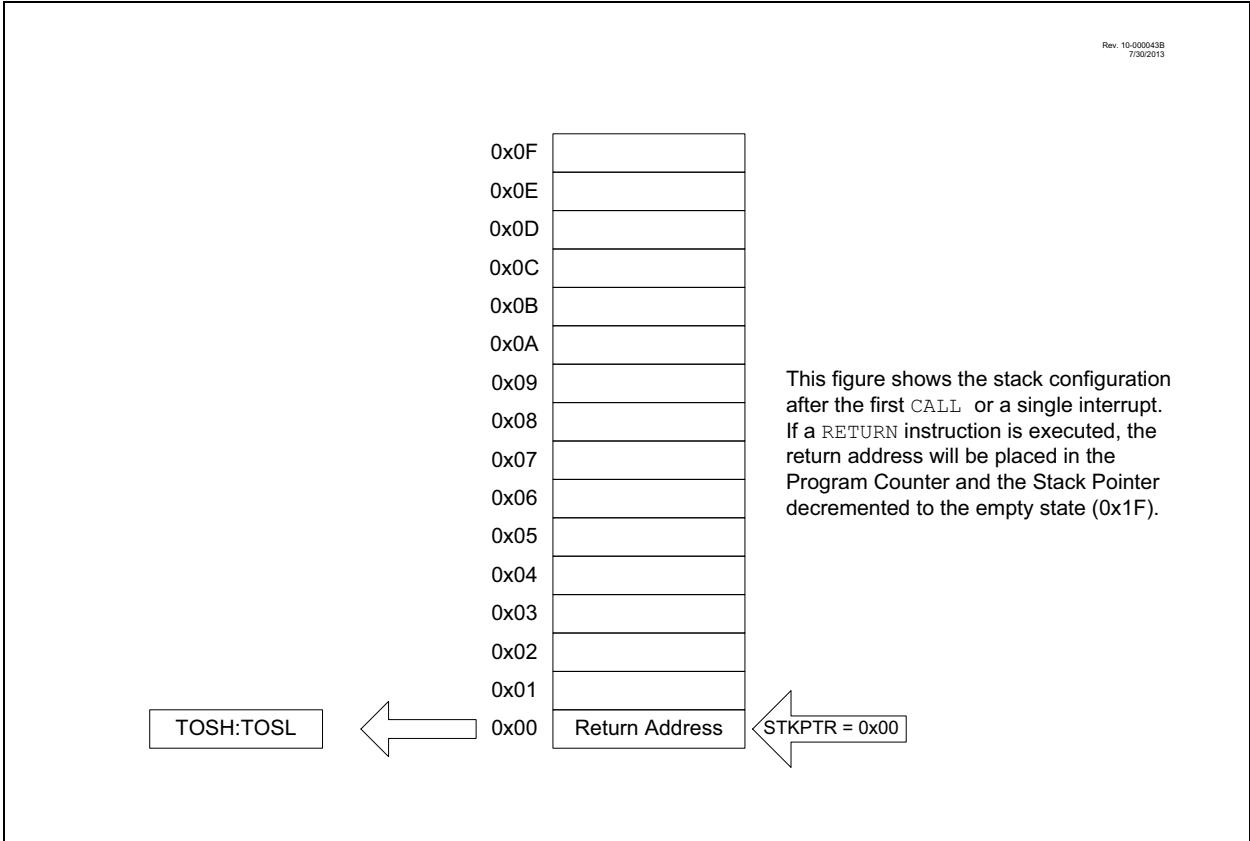 Rev. 10-000043B
7/30/2013
0x0F
0x0E
0x0D
0x0C
0x0B
0x0A
0x09
0x08
0x07
0x06
0x05
0x04
0x03
0x02
0x01
This figure shows the stack configuration
after the first CALL or a single interrupt.
If a RETURN instruction is executed, the
return address will be placed in the
Program Counter and the Stack Pointer
decremented to the empty state (0x1F).
TOSH:TOSL
0x00
Return Address
STKPTR = 0x00